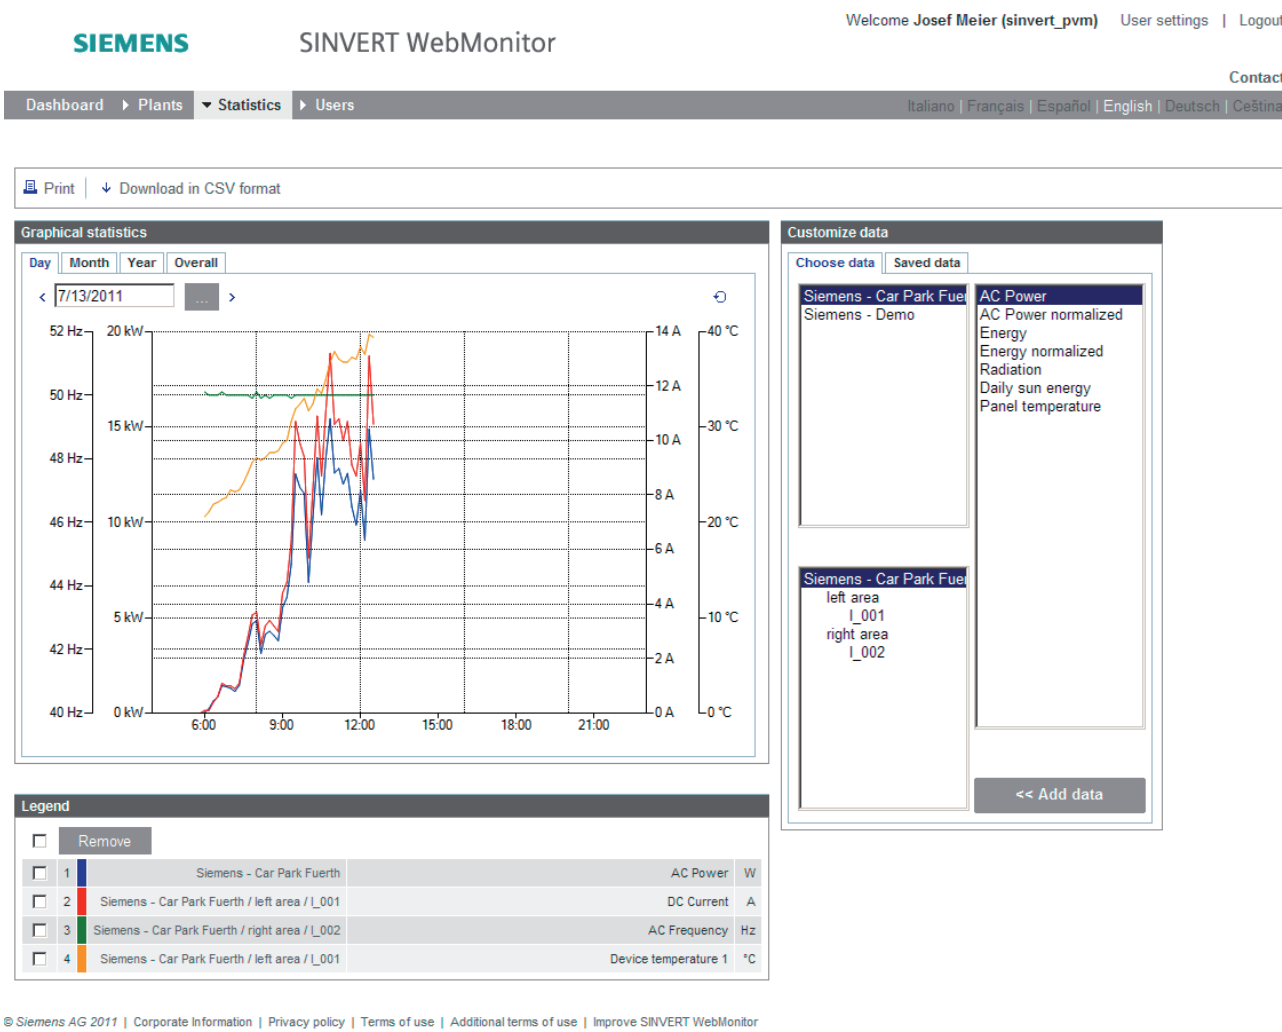 Welcome Josef Meier (sinvert_pvm) User settings | Logout
SIEMENS SINVERT WebMonitor
Contact
Dashboard Plants Statistics Users Italiano | Français | Español | English | Deutsch | Ceština
Print Download in CSV format
Graphical statistics
Day Month Year Overall
7/13/2011 ...
52 Hz 20 kW 14 A 40 °C
50 Hz 12 A
15 kW 10 A 30 °C
48 Hz
8 A
46 Hz 10 kW 20 °C
6 A
44 Hz
4 A
5 kW 10 °C
42 Hz
2 A
40 Hz 0 kW 0 A 0 °C
6:00 9:00 12:00 15:00 18:00 21:00
Customize data
Choose data Saved data
Siemens - Car Park Fuer
Siemens - Demo
AC Power
AC Power normalized
Energy
Energy normalized
Radiation
Daily sun energy
Panel temperature
Siemens - Car Park Fuer
left area
I_001
right area
I_002
<< Add data
Legend
Remove
1 Siemens - Car Park Fuerth AC Power W
2 Siemens - Car Park Fuerth / left area / I_001 DC Current A
3 Siemens - Car Park Fuerth / right area / I_002 AC Frequency Hz
4 Siemens - Car Park Fuerth / left area / I_001 Device temperature 1 °C
© Siemens AG 2011 | Corporate Information | Privacy policy | Terms of use | Additional terms of use | Improve SINVERT WebMonitor